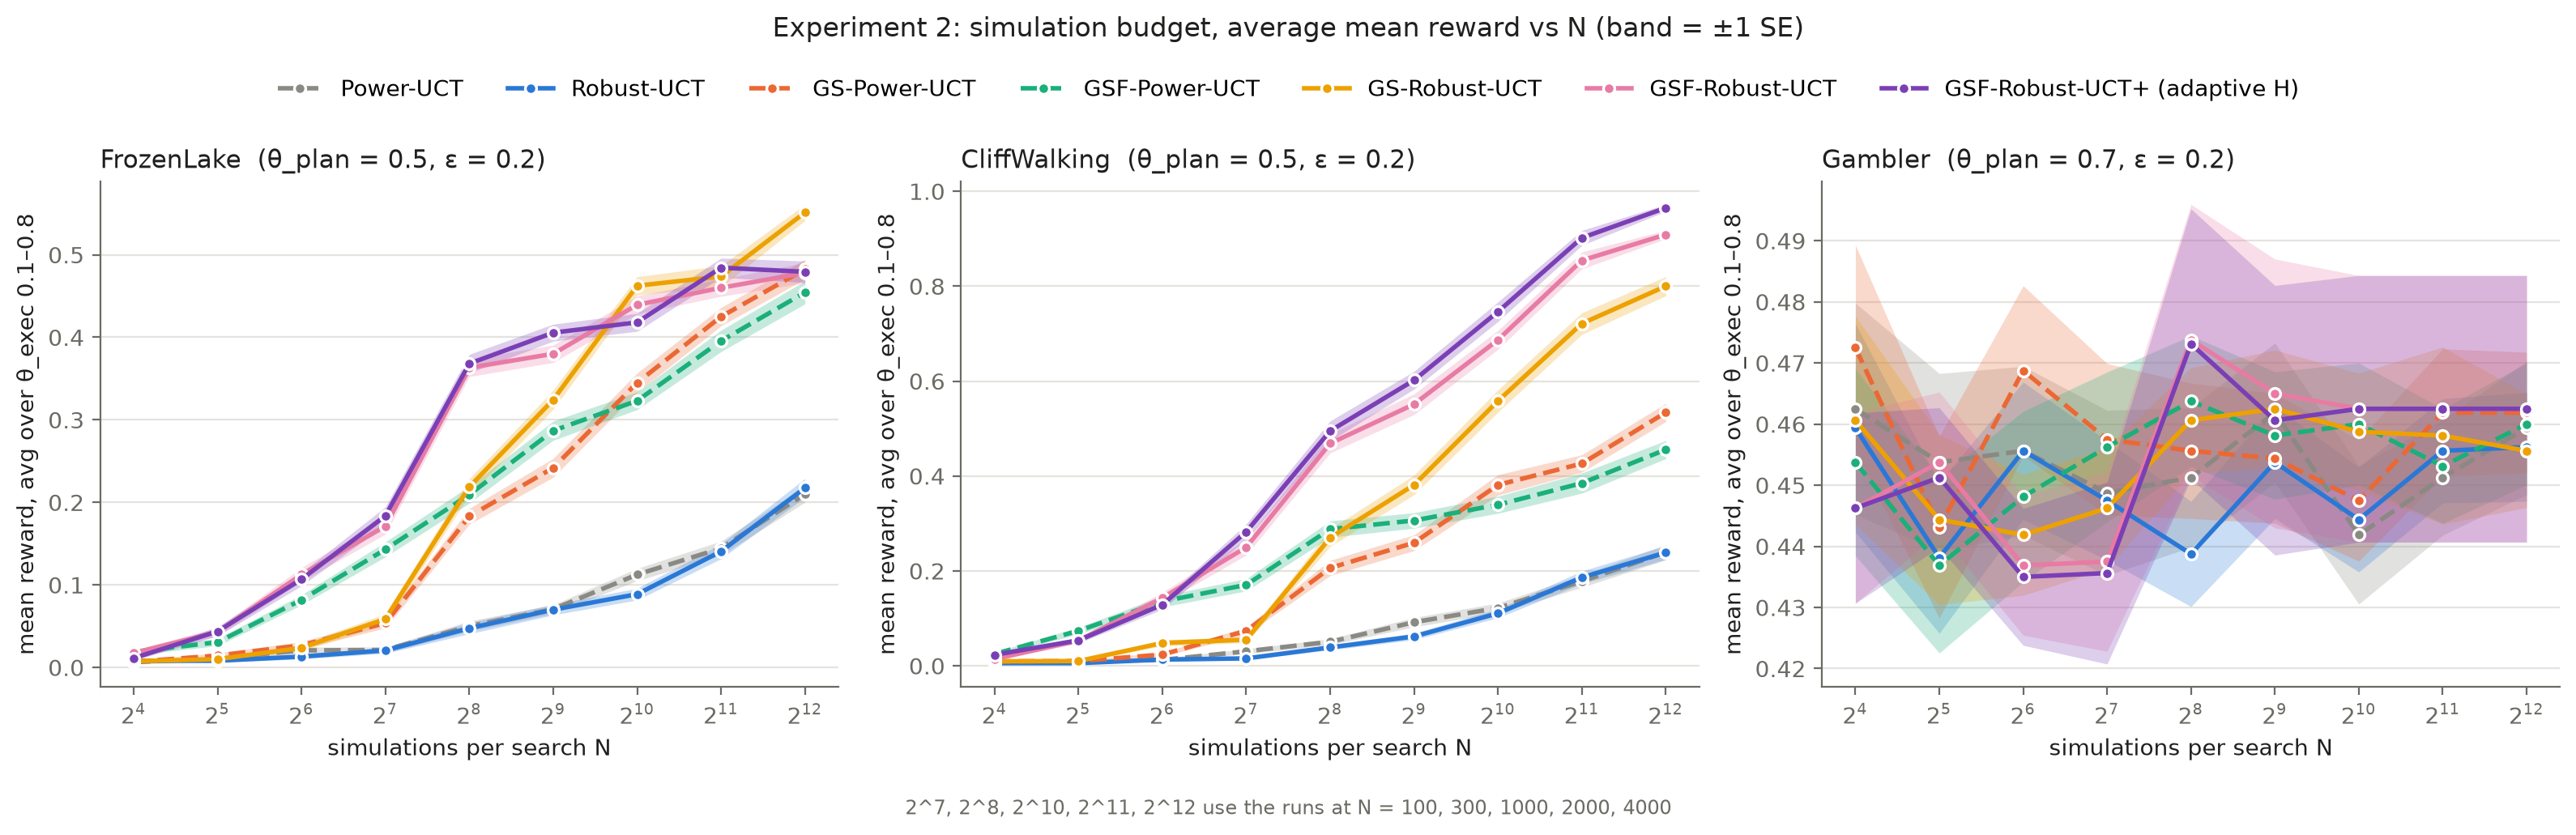 Experiment 2: simulation budget, average mean reward vs N (band = ±1 SE)
Power-UCT Robust-UCT GS-Power-UCT GSF-Power-UCT GS-Robust-UCT GSF-Robust-UCT GSF-Robust-UCT+ (adaptive H)
FrozenLake (θ_plan = 0.5, ε = 0.2)
mean reward, avg over θ_exec 0.1–0.8
0.5
0.4
0.3
0.2
0.1
0.0
2⁴ 2⁵ 2⁶ 2⁷ 2⁸ 2⁹ 2¹⁰ 2¹¹ 2¹²
simulations per search N
CliffWalking (θ_plan = 0.5, ε = 0.2)
mean reward, avg over θ_exec 0.1–0.8
1.0
0.8
0.6
0.4
0.2
0.0
2⁴ 2⁵ 2⁶ 2⁷ 2⁸ 2⁹ 2¹⁰ 2¹¹ 2¹²
simulations per search N
Gambler (θ_plan = 0.7, ε = 0.2)
mean reward, avg over θ_exec 0.1–0.8
0.49
0.48
0.47
0.46
0.45
0.44
0.43
0.42
2⁴ 2⁵ 2⁶ 2⁷ 2⁸ 2⁹ 2¹⁰ 2¹¹ 2¹²
simulations per search N
2^7, 2^8, 2^10, 2^11, 2^12 use the runs at N = 100, 300, 1000, 2000, 4000